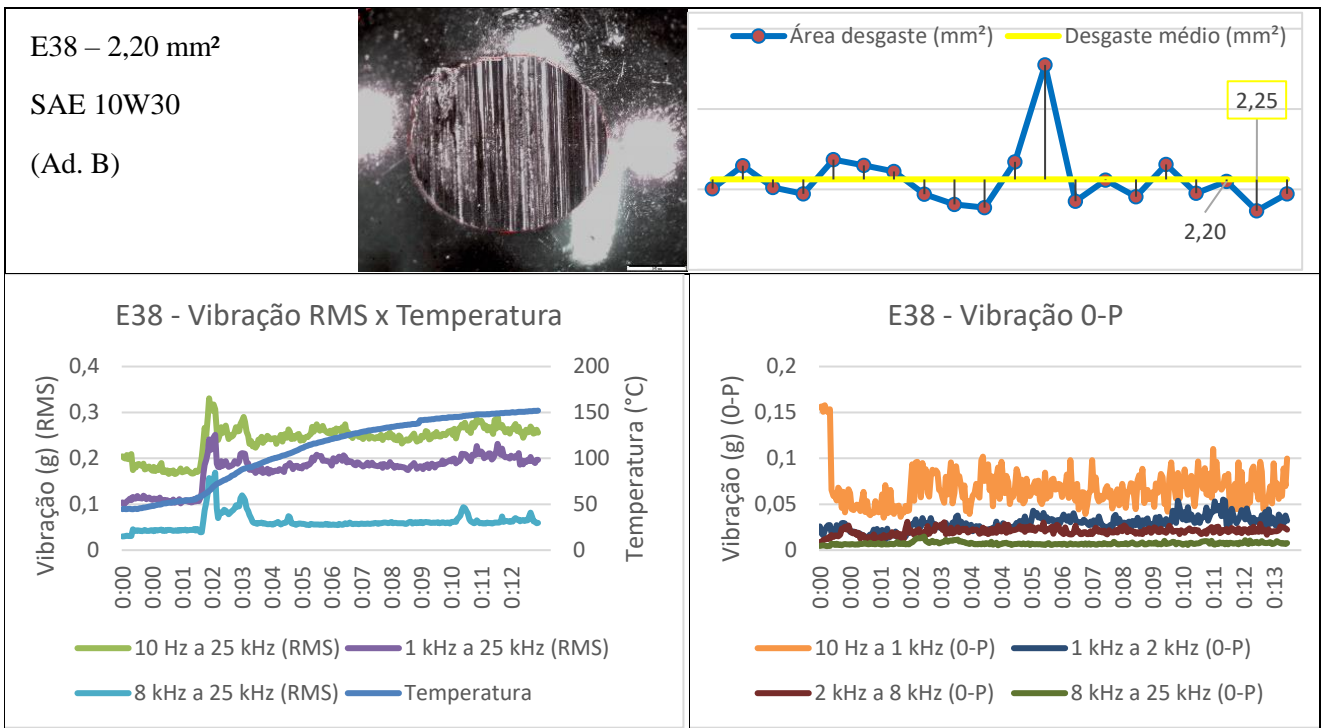 E38 – 2,20 mm²
SAE 10W30
(Ad. B)
Área desgaste (mm²)
Desgaste médio (mm²)
2,25
2,20
E38 - Vibração RMS x Temperatura
Vibração (g) (RMS)
0,4
0,3
0,2
0,1
0
200
150
100
50
0
Temperatura (°C)
0:00
0:00
0:01
0:02
0:03
0:04
0:05
0:06
0:07
0:08
0:09
0:10
0:11
0:12
10 Hz a 25 kHz (RMS)
1 kHz a 25 kHz (RMS)
8 kHz a 25 kHz (RMS)
Temperatura
E38 - Vibração 0-P
Vibração (g) (0-P)
0,2
0,15
0,1
0,05
0
0:00
0:00
0:01
0:02
0:03
0:04
0:05
0:06
0:07
0:08
0:09
0:10
0:11
0:11
0:13
10 Hz a 1 kHz (0-P)
1 kHz a 2 kHz (0-P)
2 kHz a 8 kHz (0-P)
8 kHz a 25 kHz (0-P)